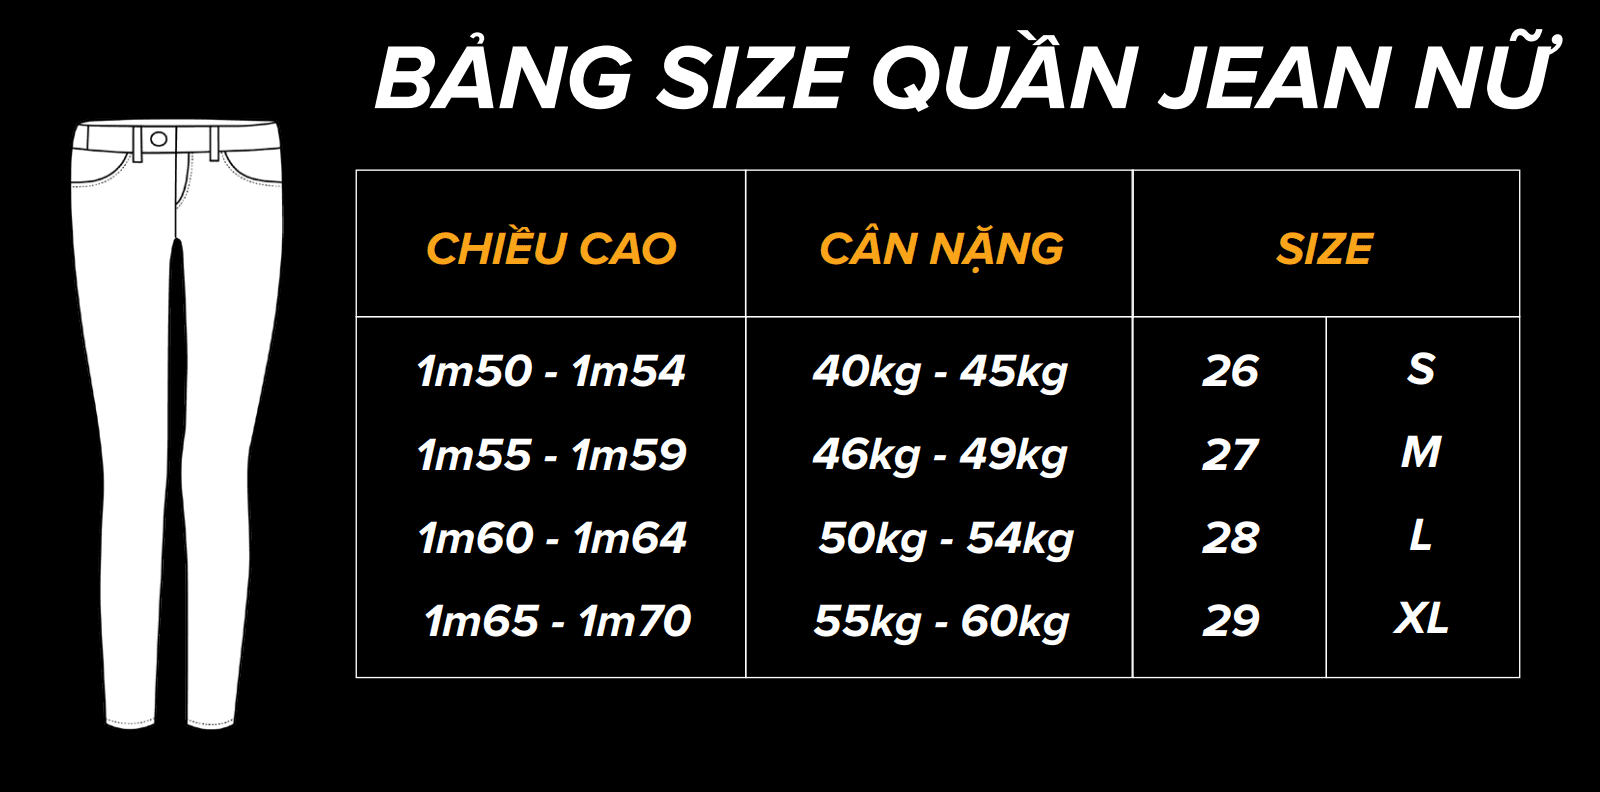 BẢNG SIZE QUẦN JEAN NỮ
CHIỀU CAO CÂN NẶNG SIZE
1m50 - 1m54 40kg - 45kg 26 S
1m55 - 1m59 46kg - 49kg 27 M
1m60 - 1m64 50kg - 54kg 28 L
1m65 - 1m70 55kg - 60kg 29 XL